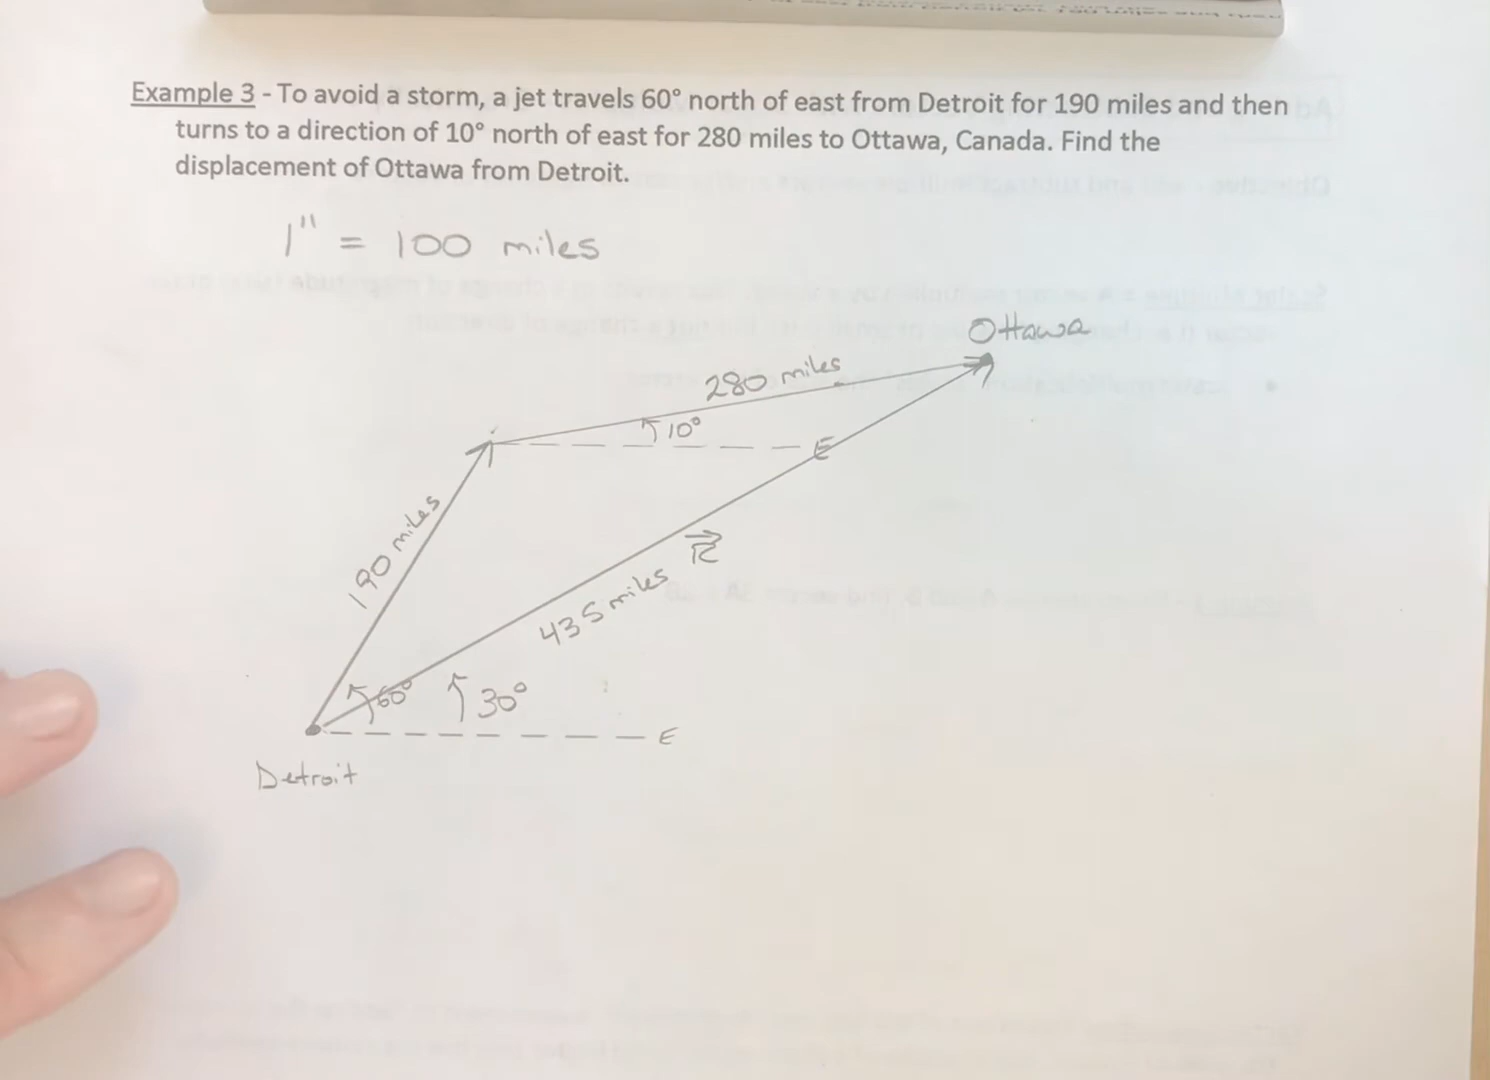 Example 3 - To avoid a storm, a jet travels 60° north of east from Detroit for 190 miles and then
turns to a direction of 10° north of east for 280 miles to Ottawa, Canada. Find the
displacement of Ottawa from Detroit.
1" = 100 miles
Ottawa
280 miles
10°
E
190 miles
R
435 miles
60°
30°
E
Detroit